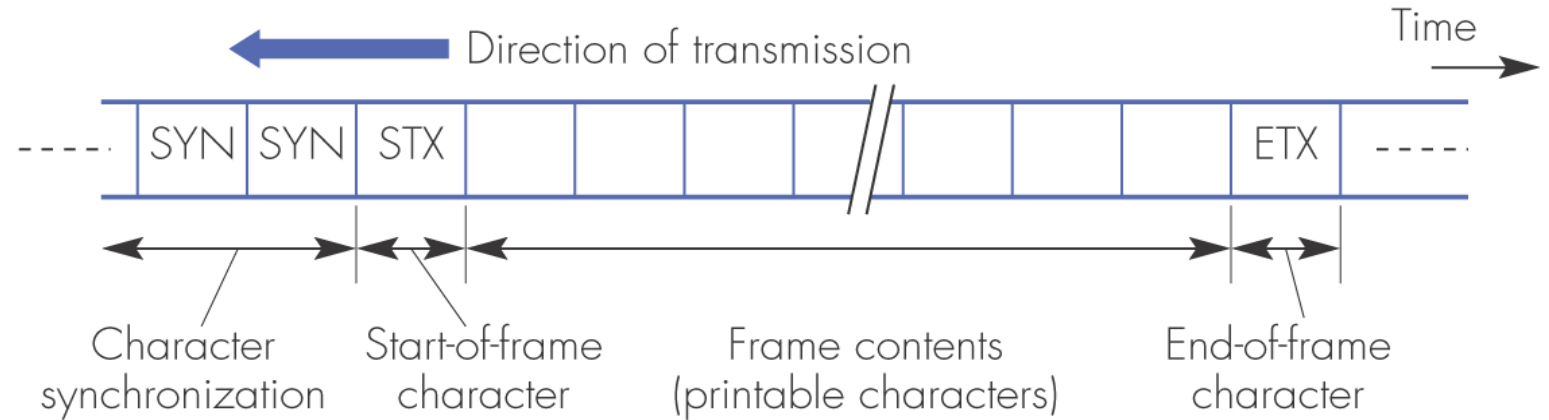 Time
Direction of transmission
SYN SYN STX ETX
Character
synchronization
Start-of-frame
character
Frame contents
(printable characters)
End-of-frame
character